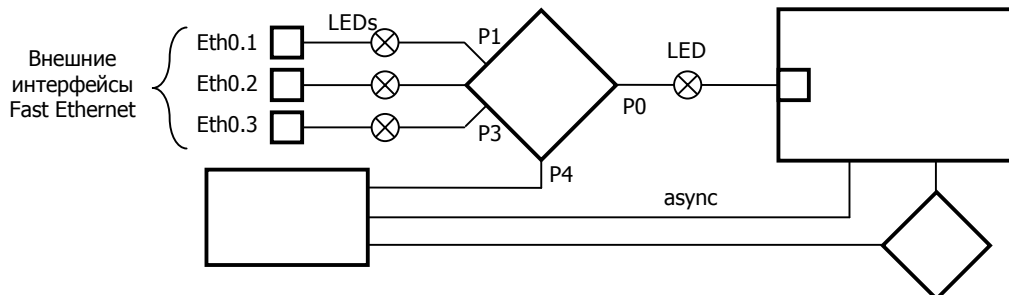 Внешние
интерфейсы
Fast Ethernet
Eth0.1
Eth0.2
Eth0.3
LEDs
P1
P3
P4
P0
LED
async